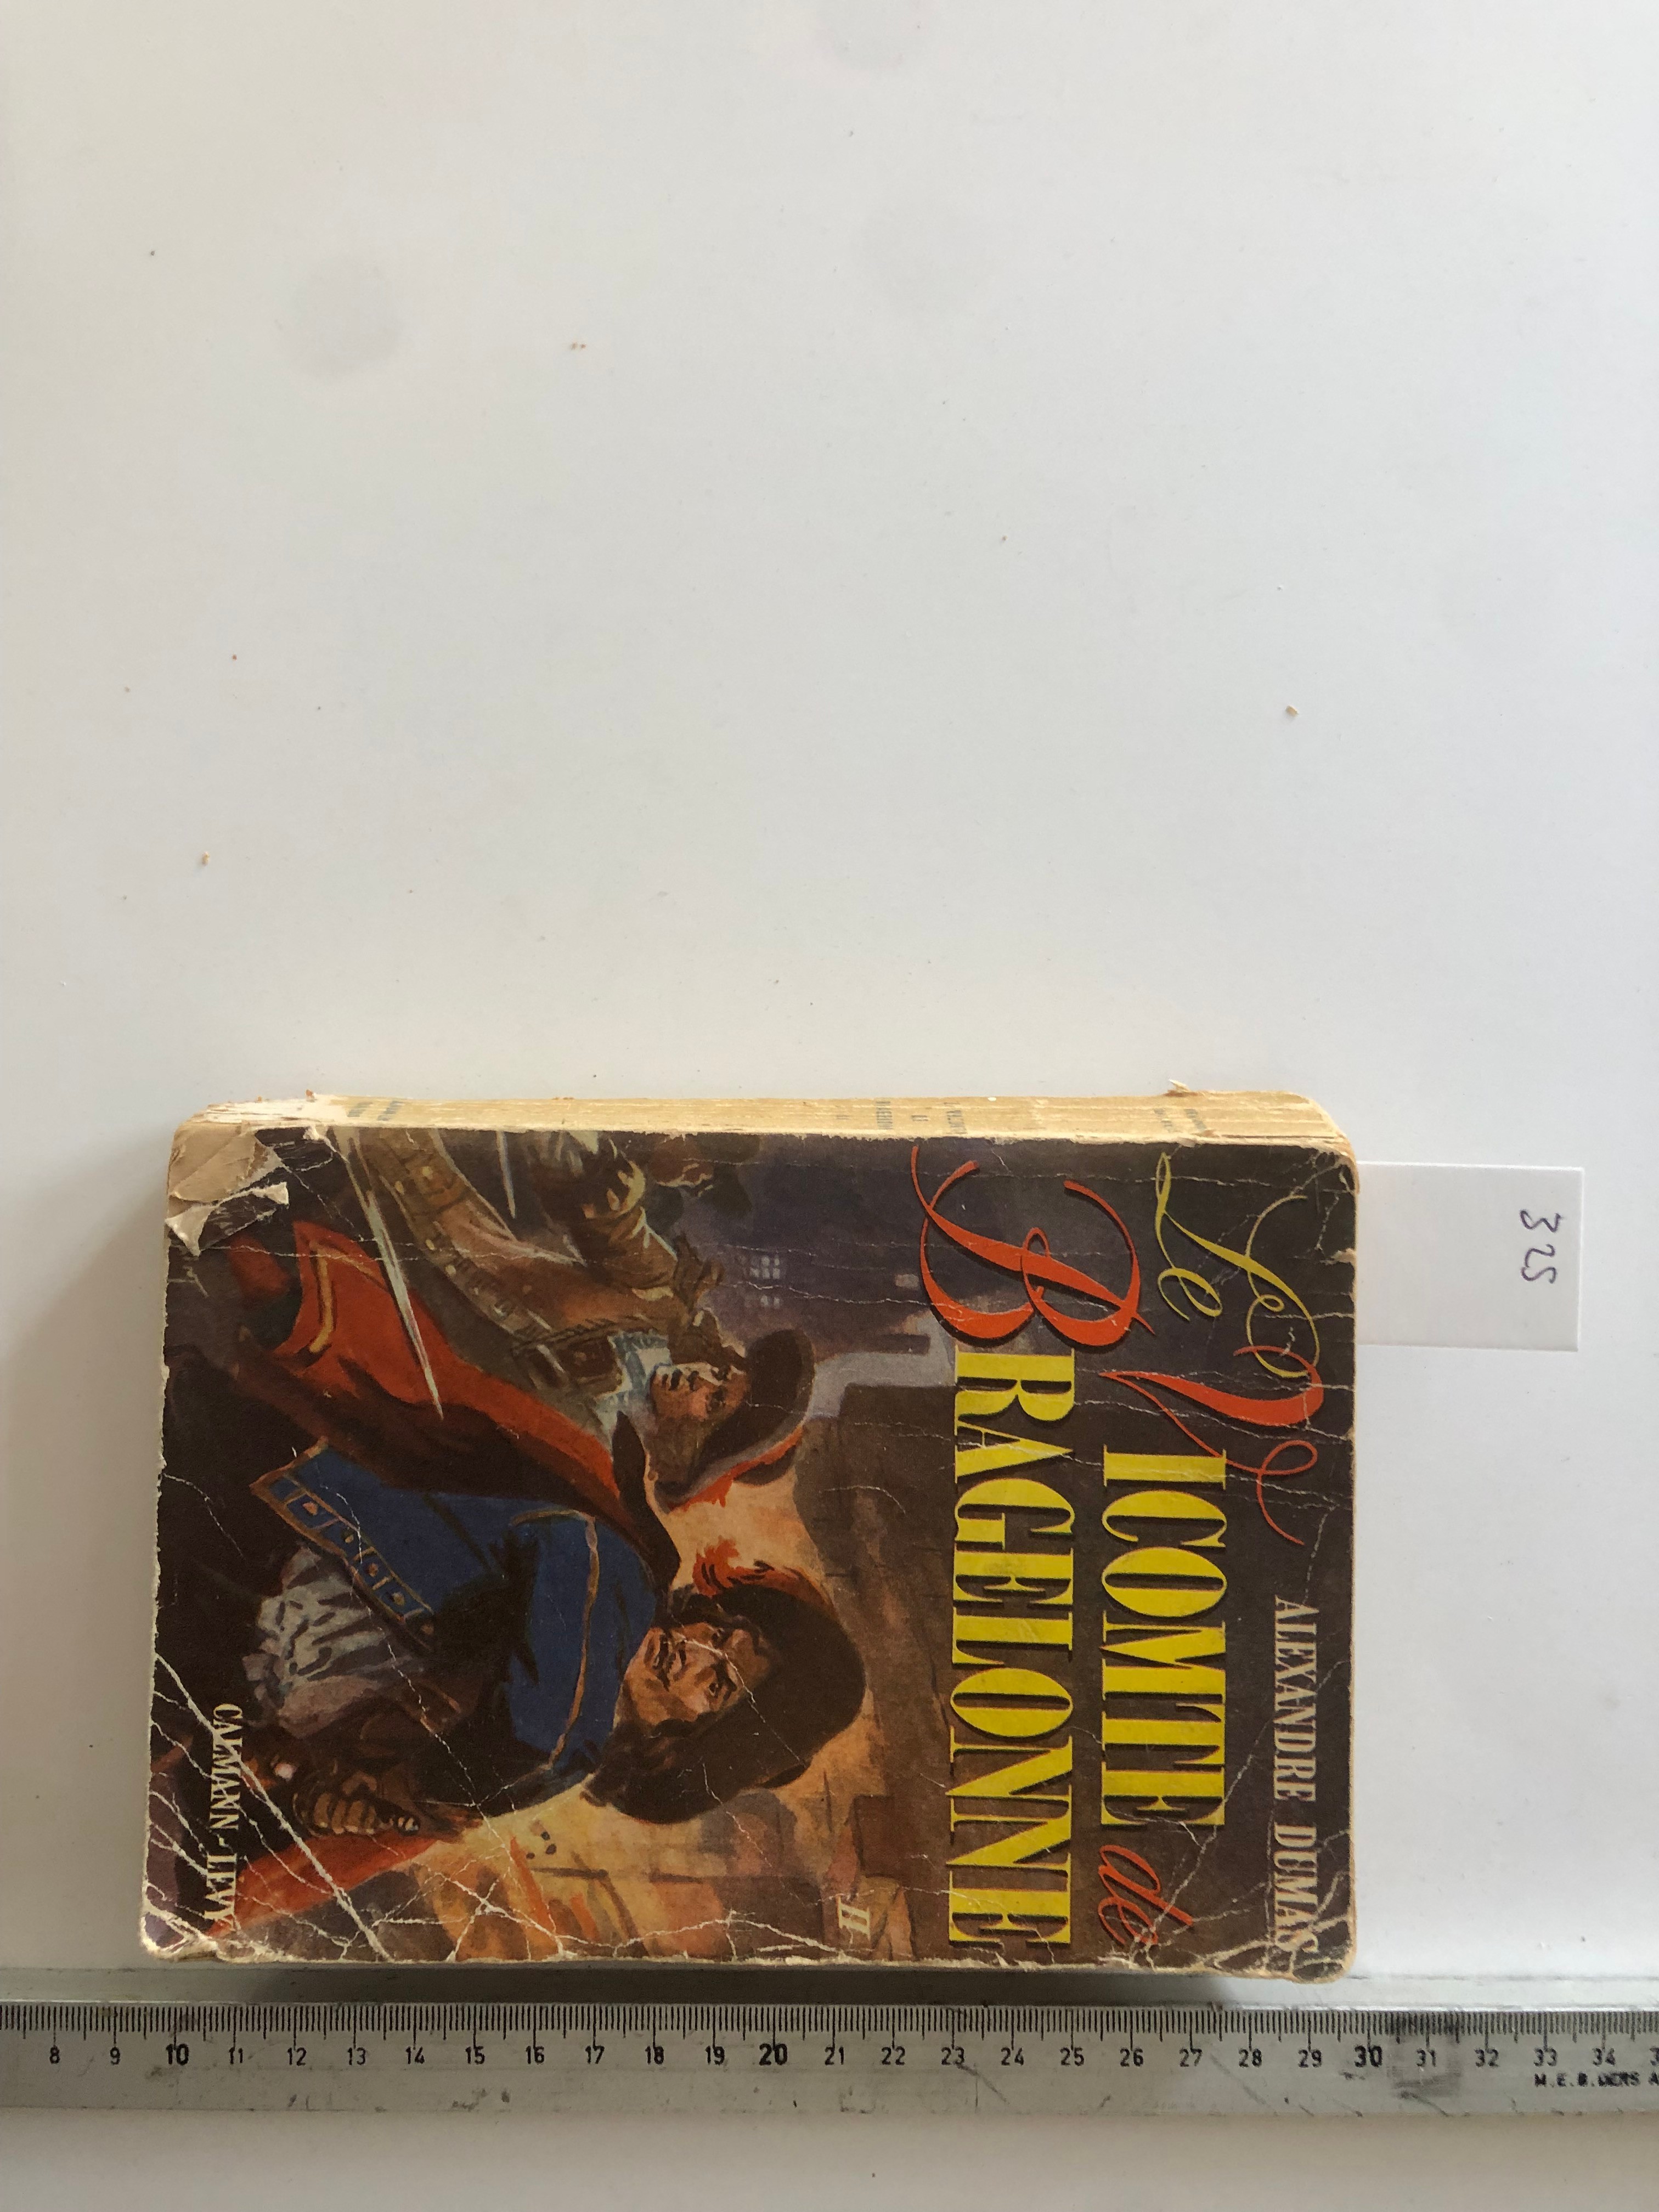 ALEXANDRE DUMAS
Le Vicomte de
BRAGELONNE
II
CALMANN-LEVY
325
8 9 10 11 12 13 14 15 16 17 18 19 20 21 22 23 24 25 26 27 28 29 30 31 32 33 34